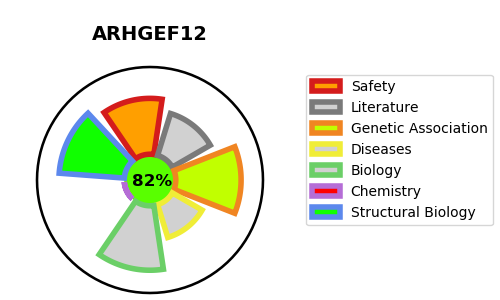 ARHGEF12
82%
Safety
Literature
Genetic Association
Diseases
Biology
Chemistry
Structural Biology